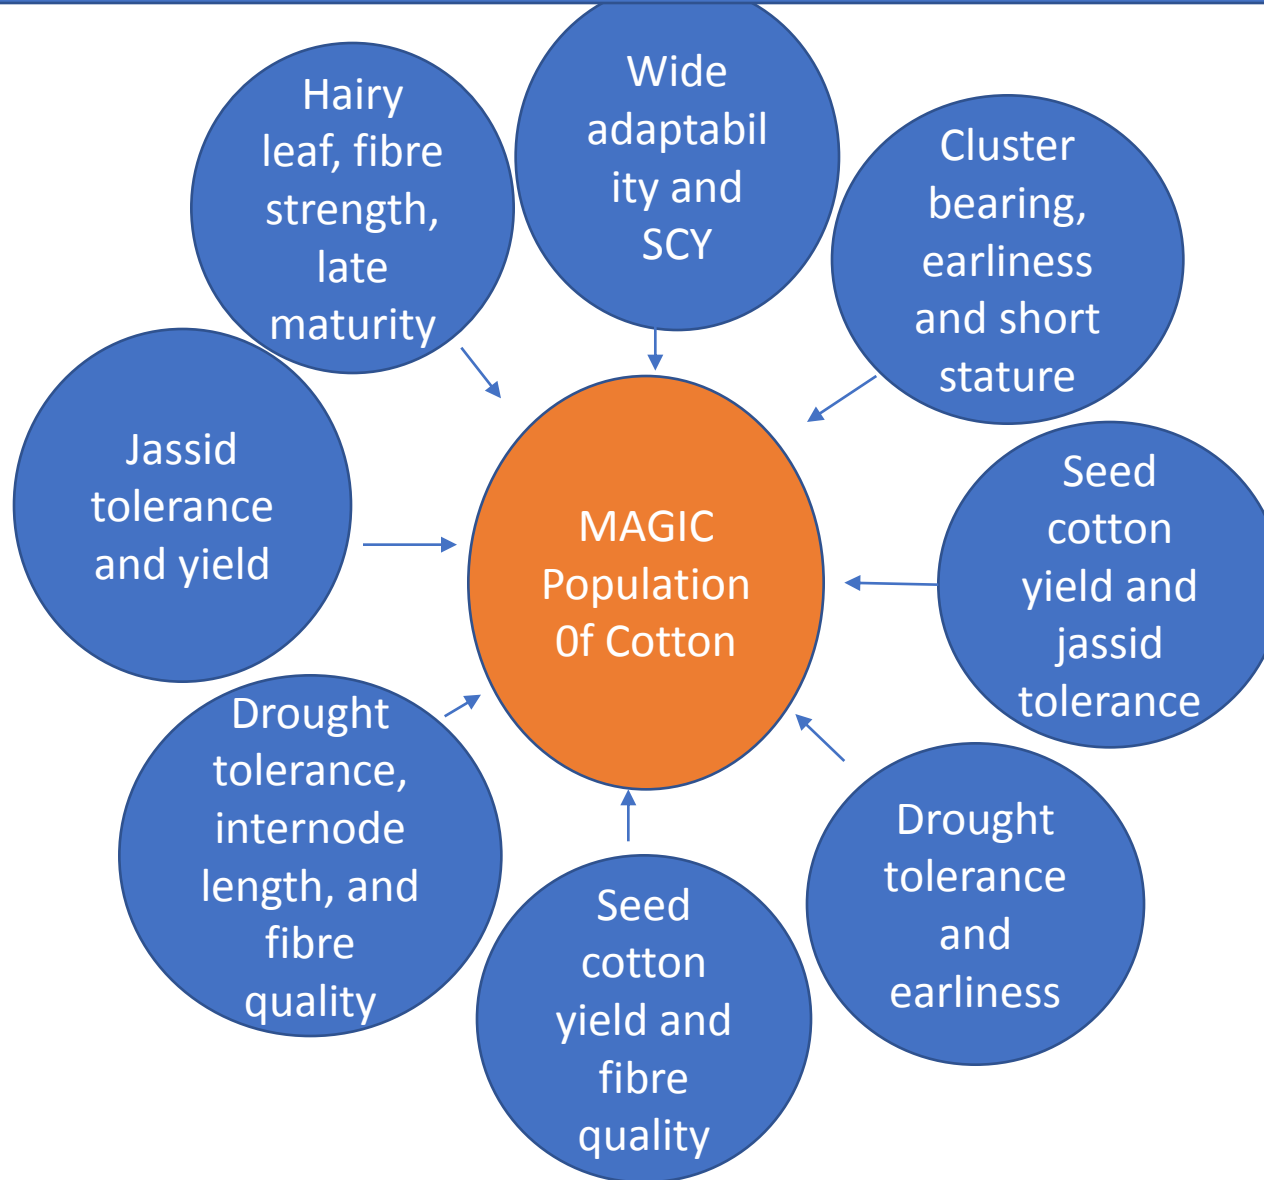 Wide
adaptabil
ity and
SCY
Cluster
bearing,
earliness
and short
stature
Seed
cotton
yield and
jassid
tolerance
Drought
tolerance
and
earliness
Seed
cotton
yield and
fibre
quality
Drought
tolerance,
internode
length, and
fibre
quality
Jassid
tolerance
and yield
Hairy
leaf, fibre
strength,
late
maturity
MAGIC
Population
0f Cotton